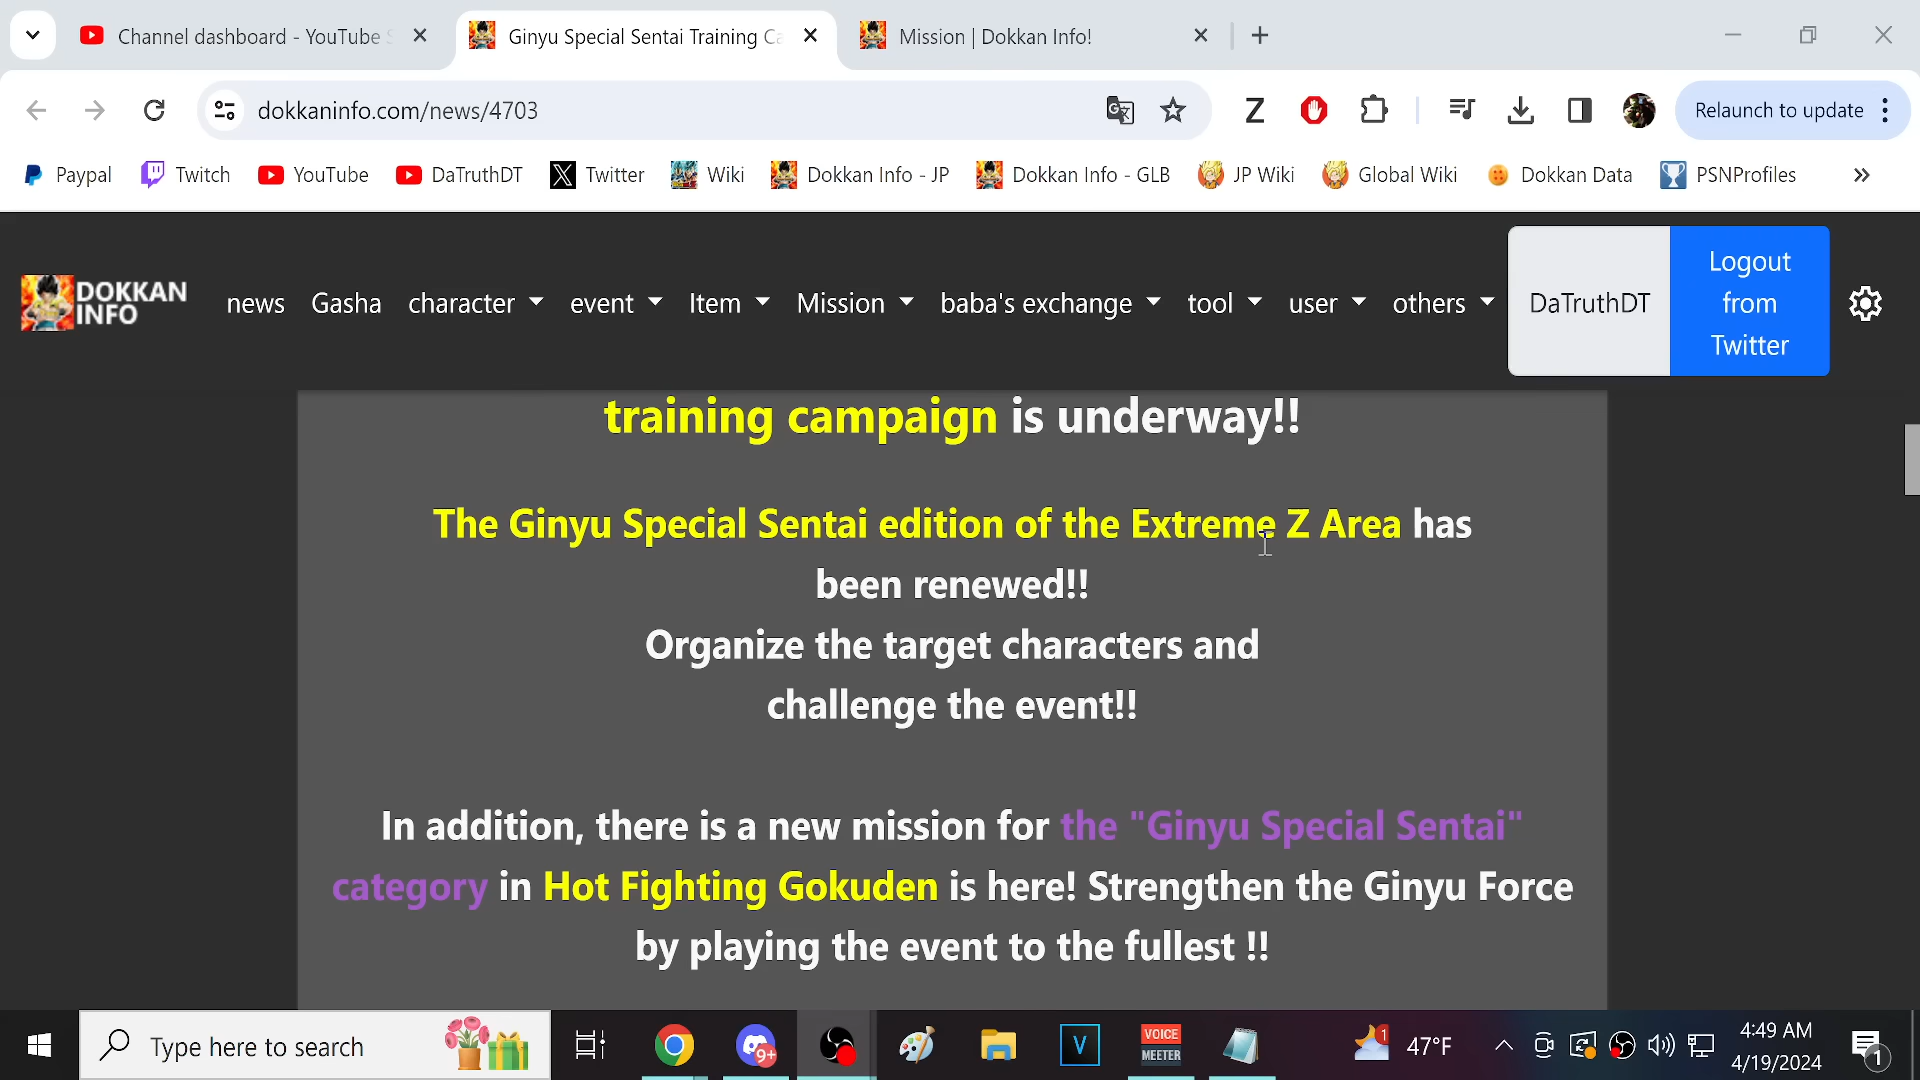 Channel dashboard - YouTube S
Ginyu Special Sentai Training Ca
Mission | Dokkan Info!
dokkaninfo.com/news/4703
Z
Relaunch to update
Paypal
Twitch
YouTube
DaTruthDT
Twitter
Wiki
Dokkan Info - JP
Dokkan Info - GLB
JP Wiki
Global Wiki
Dokkan Data
PSNProfiles
DOKKAN
INFO
news
Gasha
character
event
Item
Mission
baba's exchange
tool
user
others
DaTruthDT
Logout
from
Twitter
training campaign is underway!!
The Ginyu Special Sentai edition of the Extreme Z Area has
been renewed!!
Organize the target characters and
challenge the event!!
In addition, there is a new mission for the "Ginyu Special Sentai"
category in Hot Fighting Gokuden is here! Strengthen the Ginyu Force
by playing the event to the fullest !!
Type here to search
9+
V
VOICE
MEETER
1
47°F
4:49 AM
4/19/2024
1